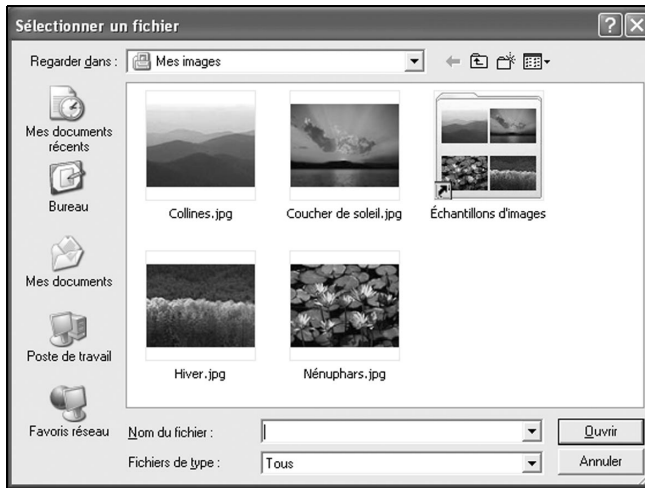 Sélectionner un fichier
Regarder dans :
Mes images
Mes documents
récents
Bureau
Mes documents
Poste de travail
Favoris réseau
Collines.jpg
Coucher de soleil.jpg
Échantillons d'images
Hiver.jpg
Nénuphars.jpg
Nom du fichier :
Ouvrir
Fichiers de type :
Tous
Annuler